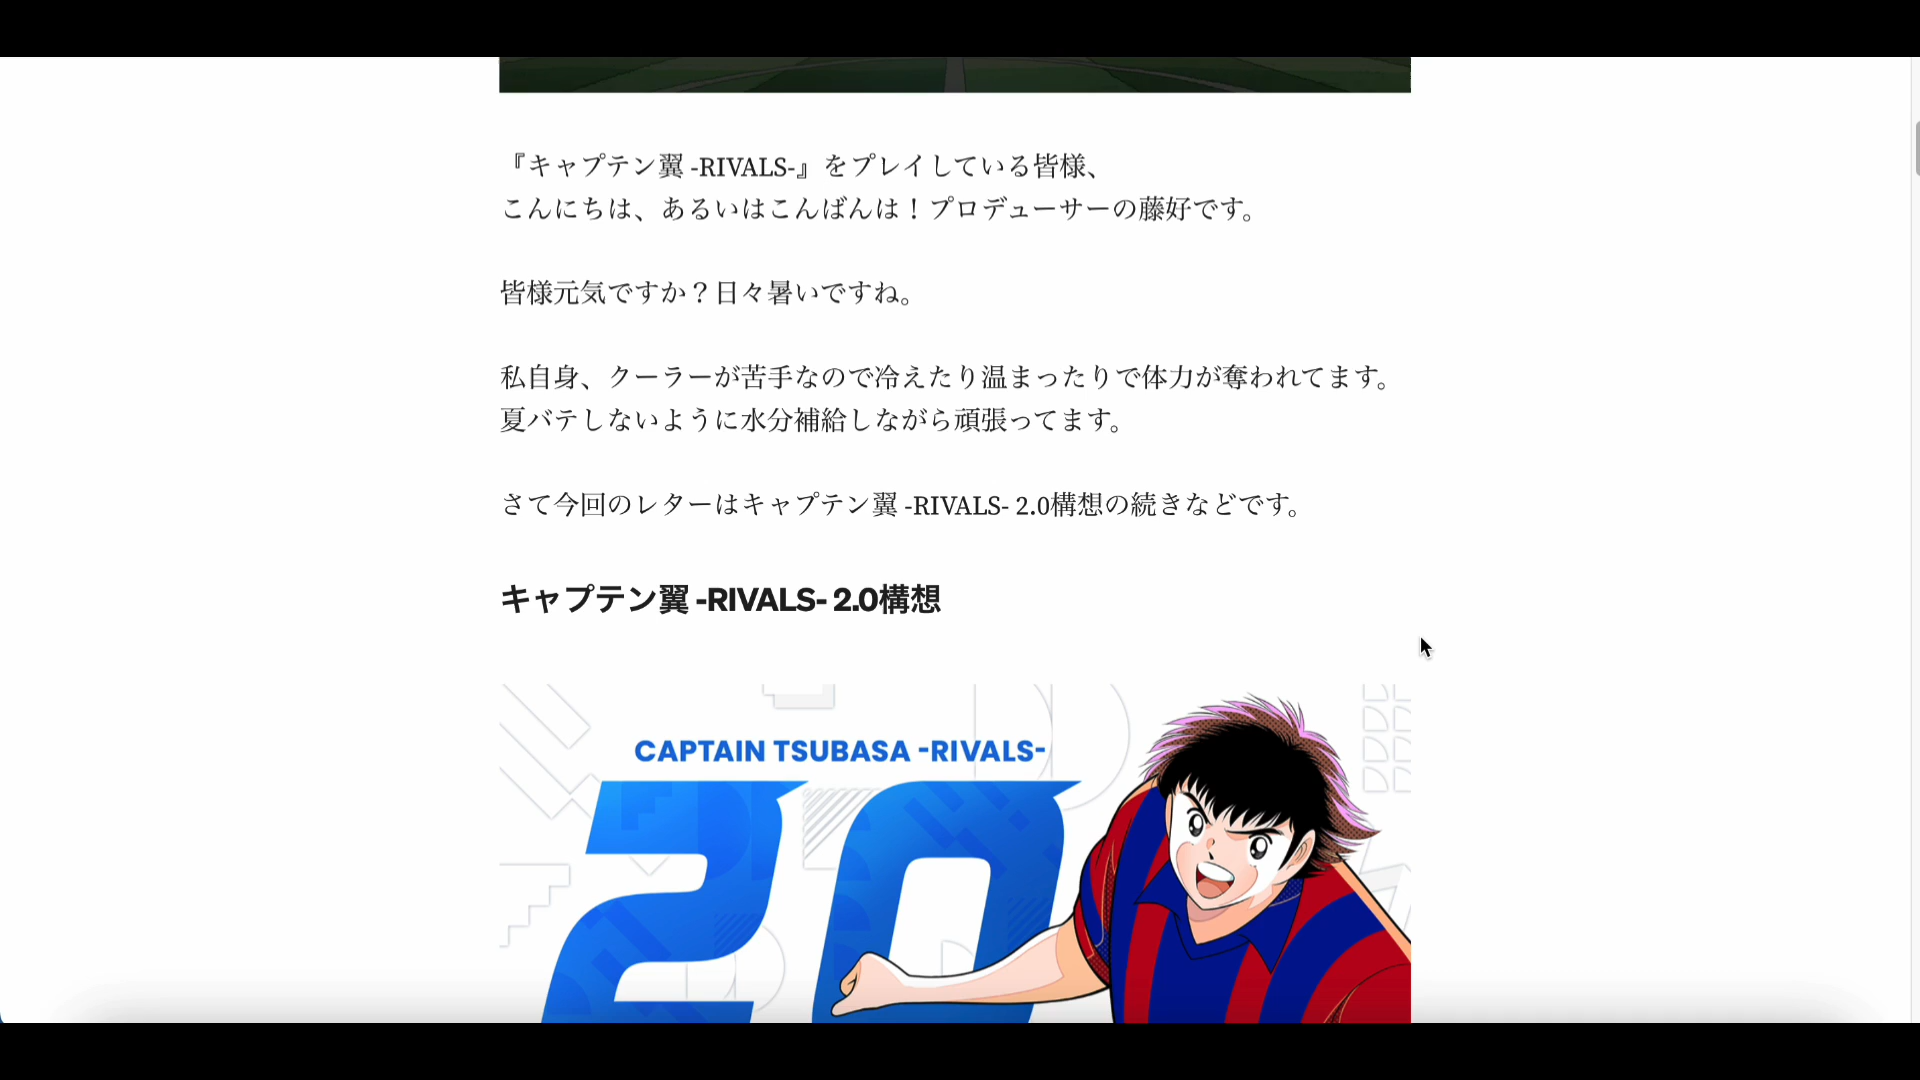 『キャプテン翼 -RIVALS-』をプレイしている皆様、
こんにちは、あるいはこんばんは！プロデューサーの藤好です。
皆様元気ですか？日々暑いですね。
私自身、クーラーが苦手なので冷えたり温まったりで体力が奪われてます。
夏バテしないように水分補給しながら頑張ってます。
さて今回のレターはキャプテン翼 -RIVALS- 2.0構想の続きなどです。
キャプテン翼 -RIVALS- 2.0構想
CAPTAIN TSUBASA -RIVALS-
20